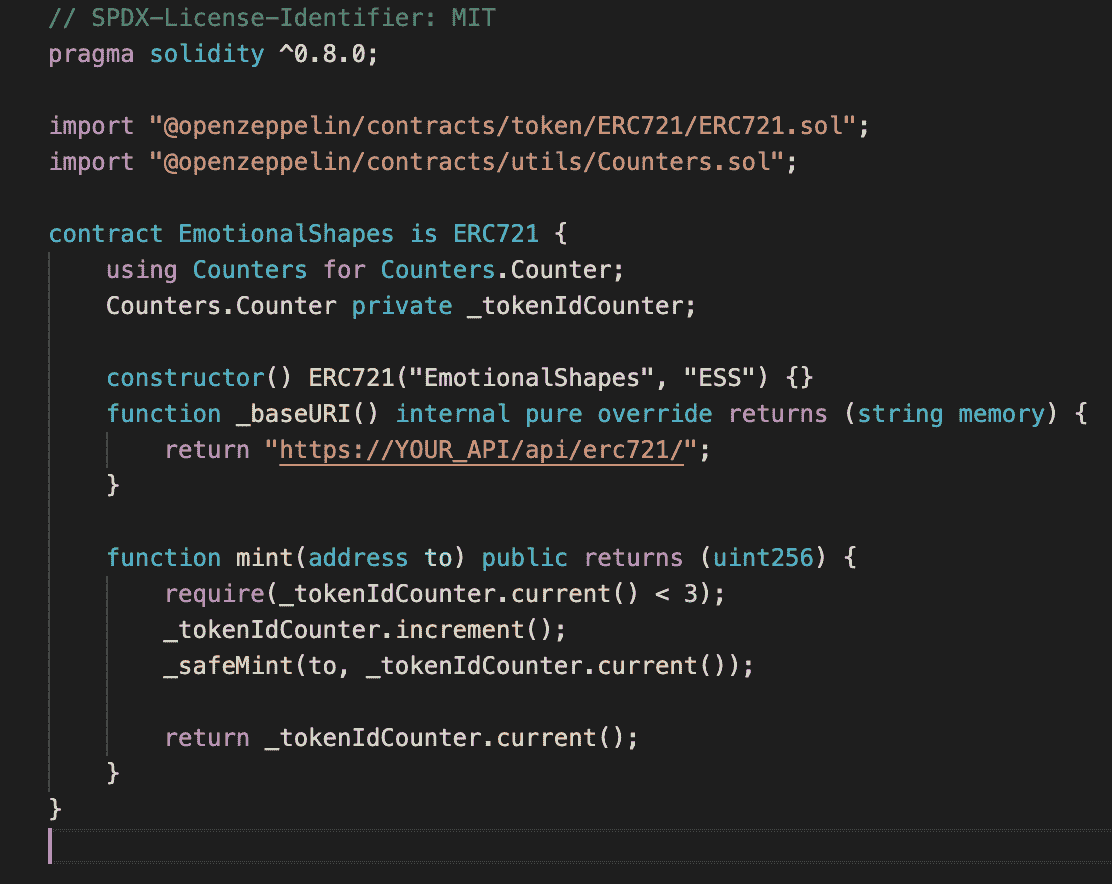 // SPDX-License-Identifier: MIT
pragma solidity ^0.8.0;

import "@openzeppelin/contracts/token/ERC721/ERC721.sol";
import "@openzeppelin/contracts/utils/Counters.sol";

contract EmotionalShapes is ERC721 {
    using Counters for Counters.Counter;
    Counters.Counter private _tokenIdCounter;

    constructor() ERC721("EmotionalShapes", "ESS") {}
    function _baseURI() internal pure override returns (string memory) {
        return "https://YOUR_API/api/erc721/";
    }

    function mint(address to) public returns (uint256) {
        require(_tokenIdCounter.current() < 3);
        _tokenIdCounter.increment();
        _safeMint(to, _tokenIdCounter.current());

        return _tokenIdCounter.current();
    }
}